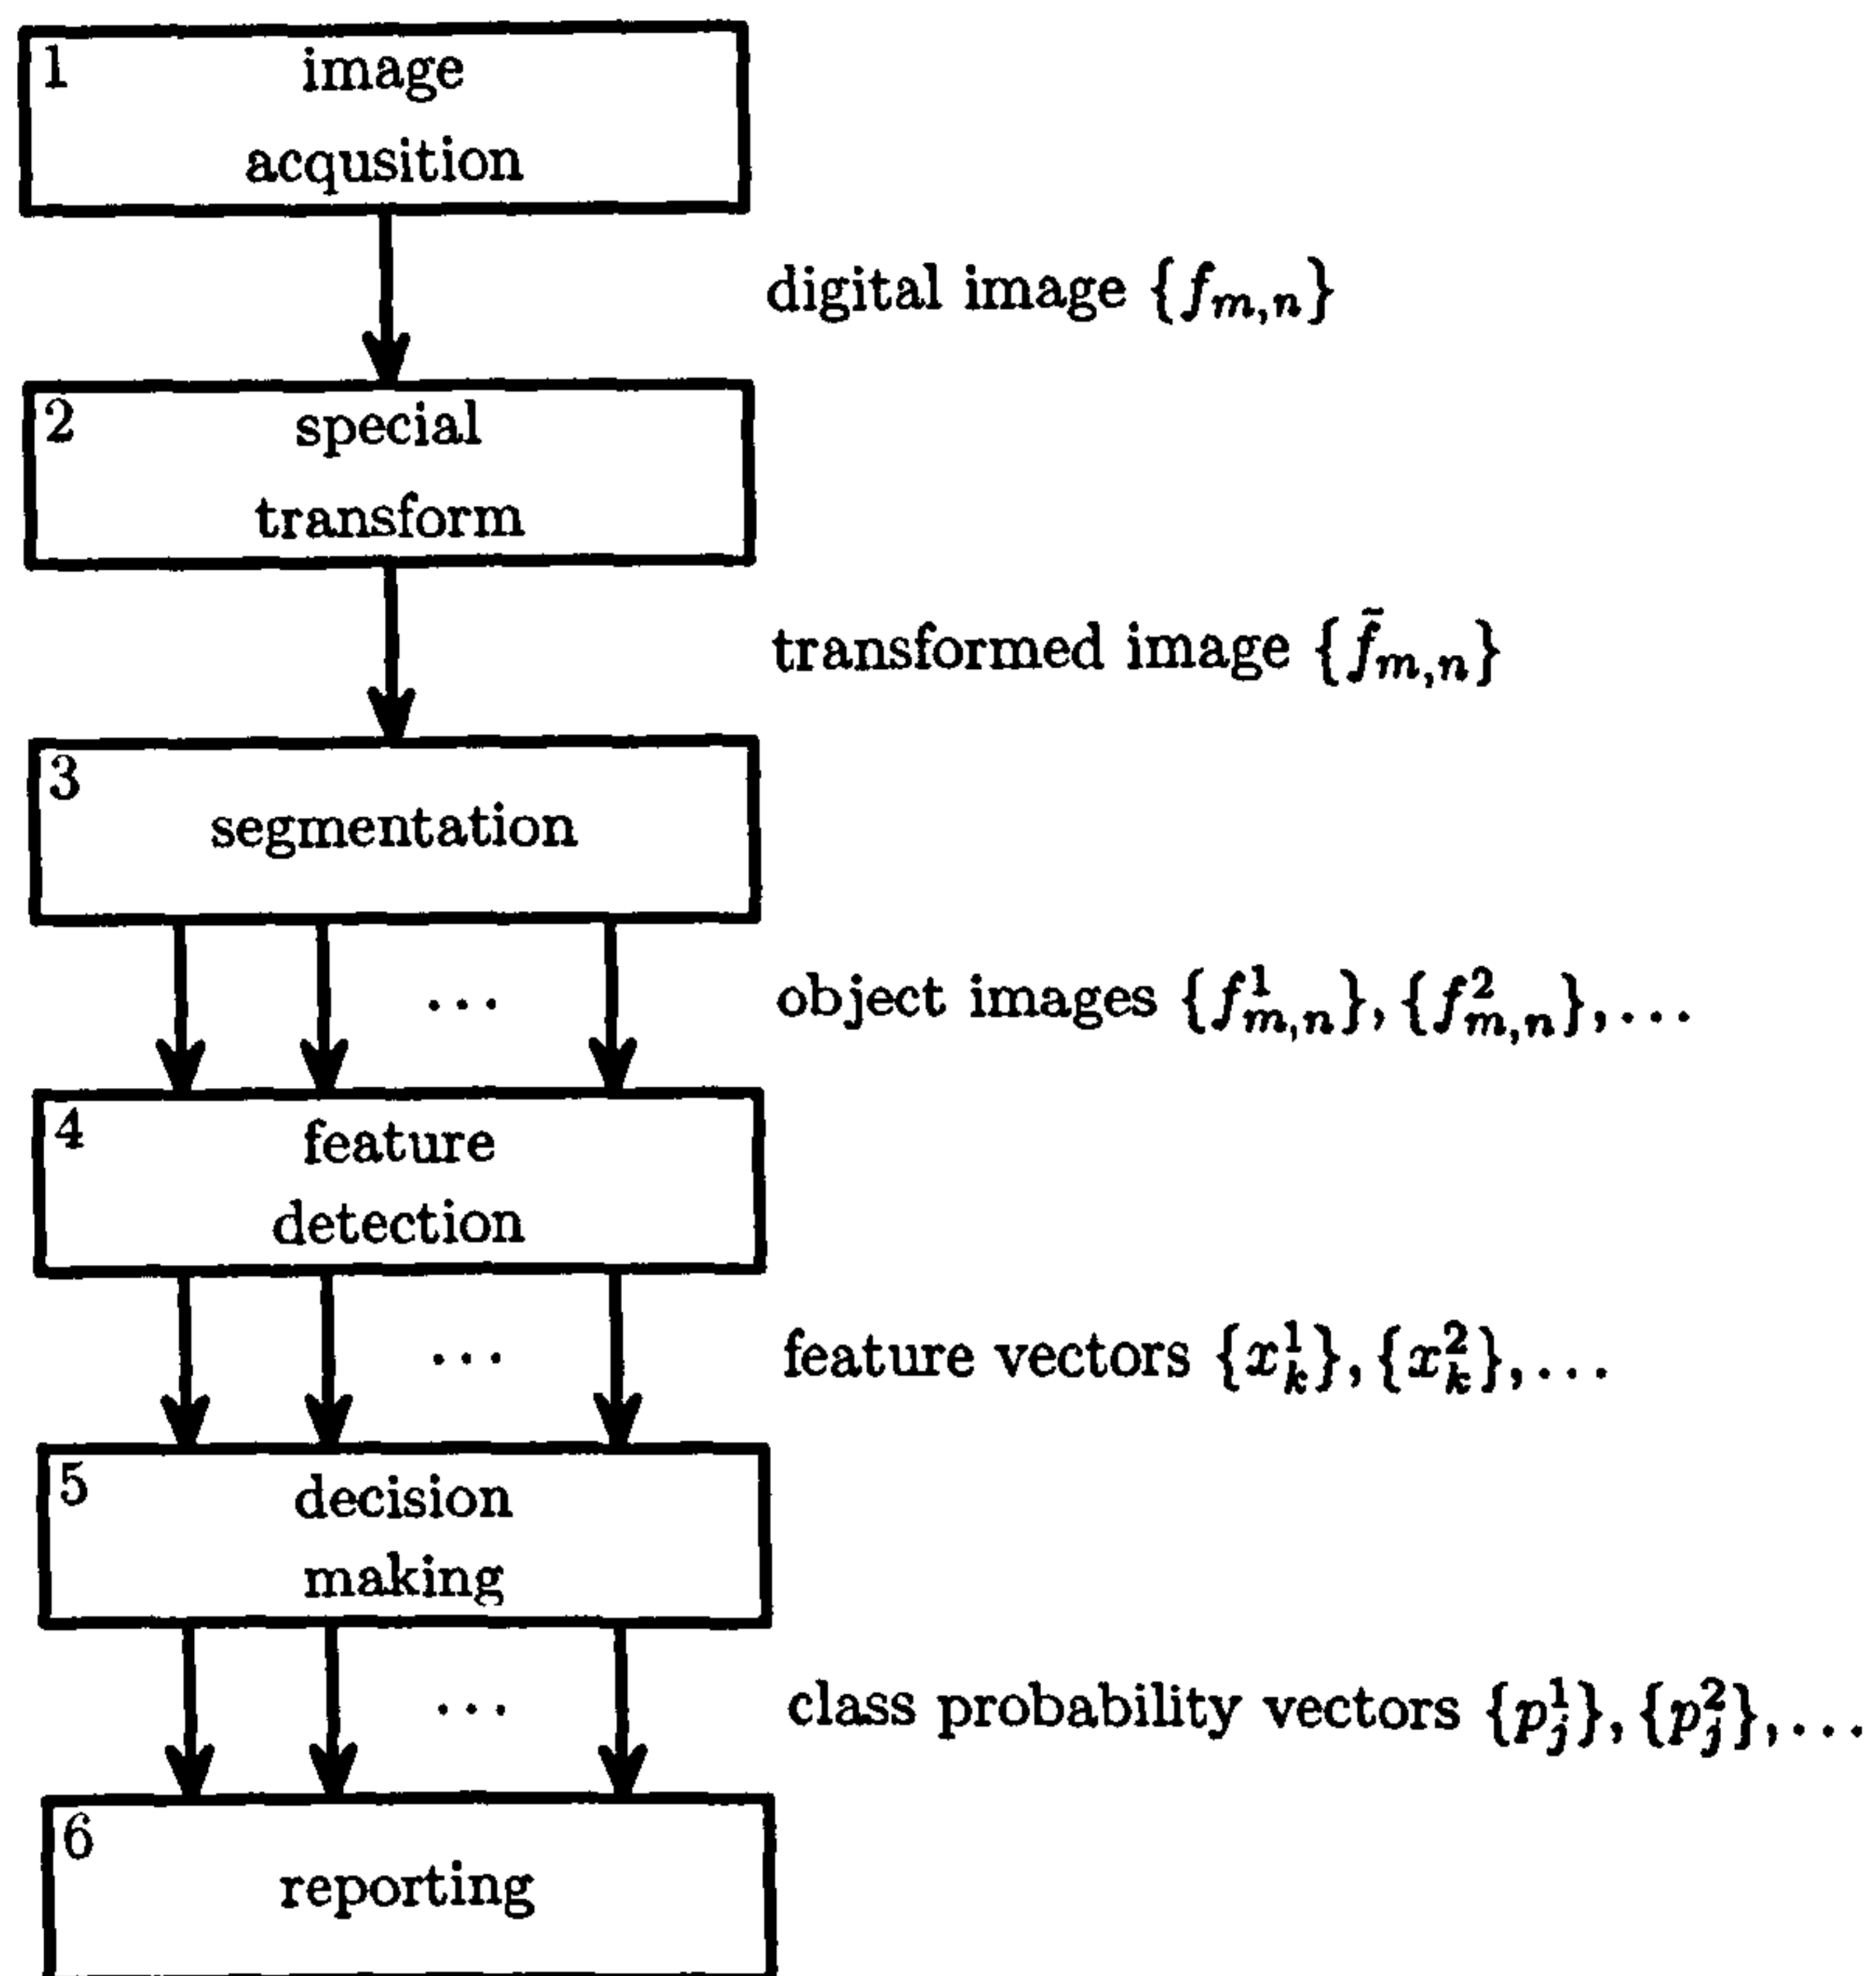 1 image
acqusition
digital image {f_{m,n}}
2 special
transform
transformed image {f̃_{m,n}}
3
segmentation
object images {f^1_{m,n}}, {f^2_{m,n}}, ...
4 feature
detection
feature vectors {x^1_k}, {x^2_k}, ...
5 decision
making
class probability vectors {p^1_j}, {p^2_j}, ...
6
reporting